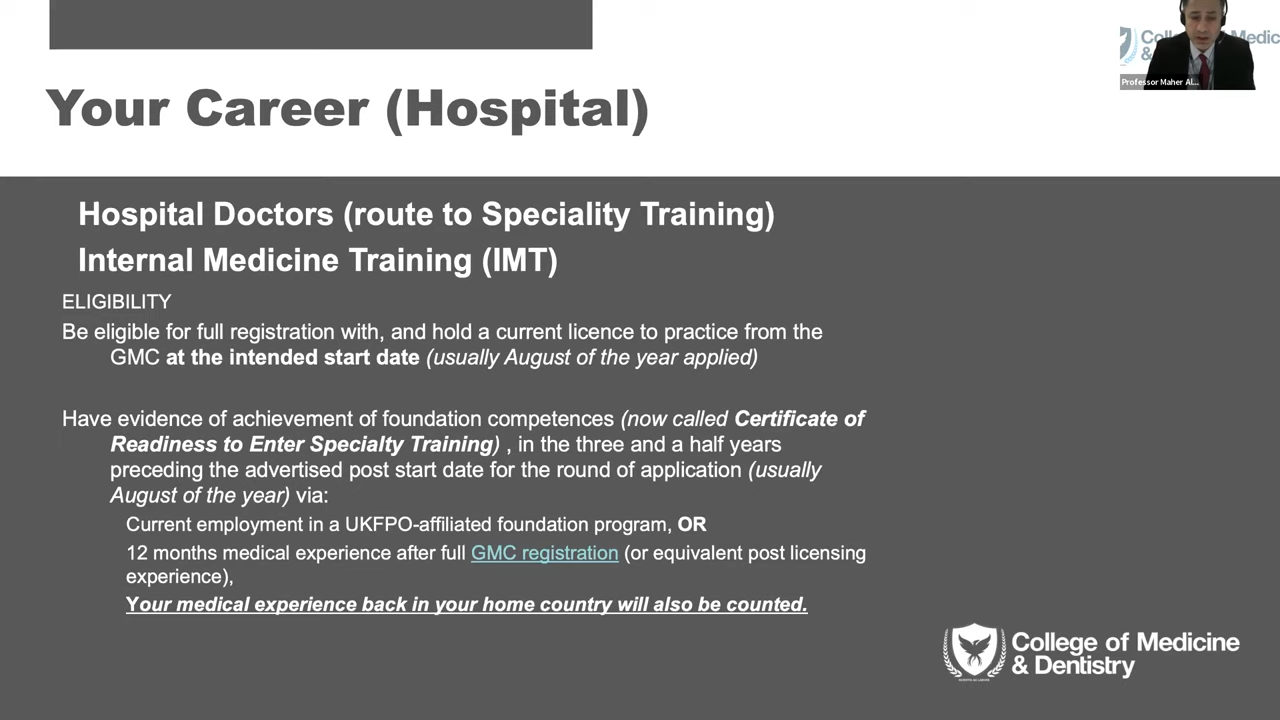 College of Medic
&
Professor Maher Al...
Your Career (Hospital)
Hospital Doctors (route to Speciality Training)
Internal Medicine Training (IMT)
ELIGIBILITY
Be eligible for full registration with, and hold a current licence to practice from the
GMC at the intended start date (usually August of the year applied)
Have evidence of achievement of foundation competences (now called Certificate of
Readiness to Enter Specialty Training) , in the three and a half years
preceding the advertised post start date for the round of application (usually
August of the year) via:
Current employment in a UKFPO-affiliated foundation program, OR
12 months medical experience after full GMC registration (or equivalent post licensing
experience),
Your medical experience back in your home country will also be counted.
College of Medicine
& Dentistry